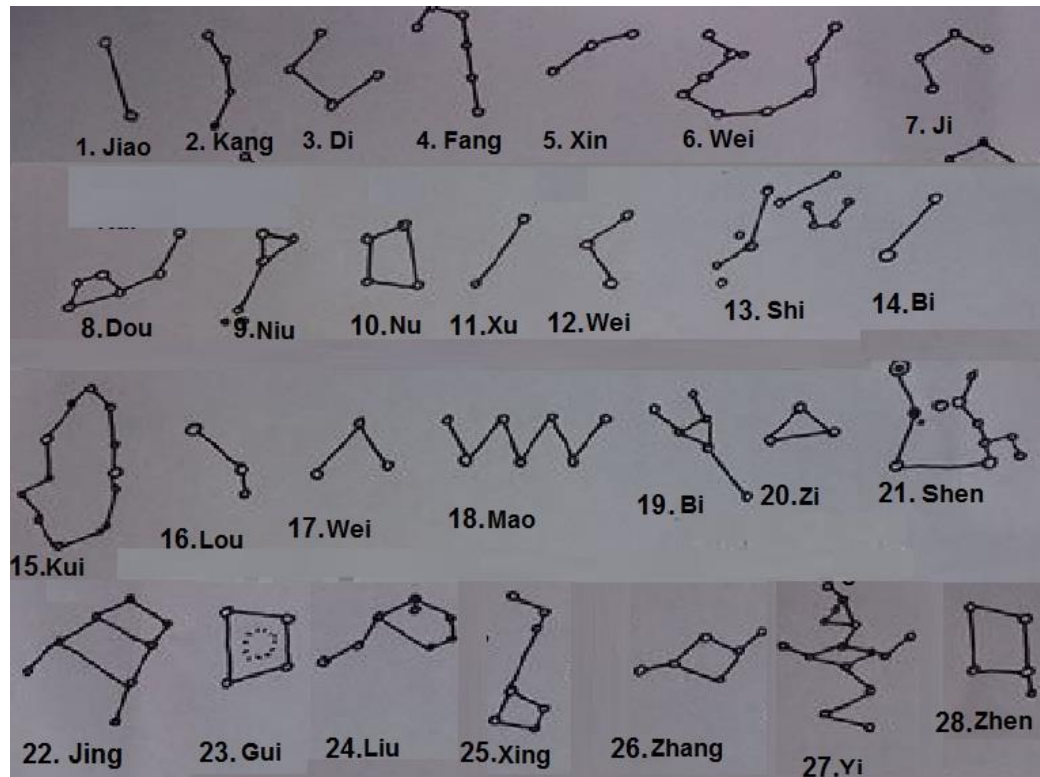 1. Jiao 2. Kang 3. Di 4. Fang 5. Xin 6. Wei 7. Ji
8. Dou 9. Niu 10. Nu 11. Xu 12. Wei 13. Shi 14. Bi
15.Kui 16. Lou 17. Wei 18. Mao 19. Bi 20.Zi 21. Shen
22. Jing 23. Gui 24. Liu 25. Xing 26. Zhang 27. Yi 28. Zhen